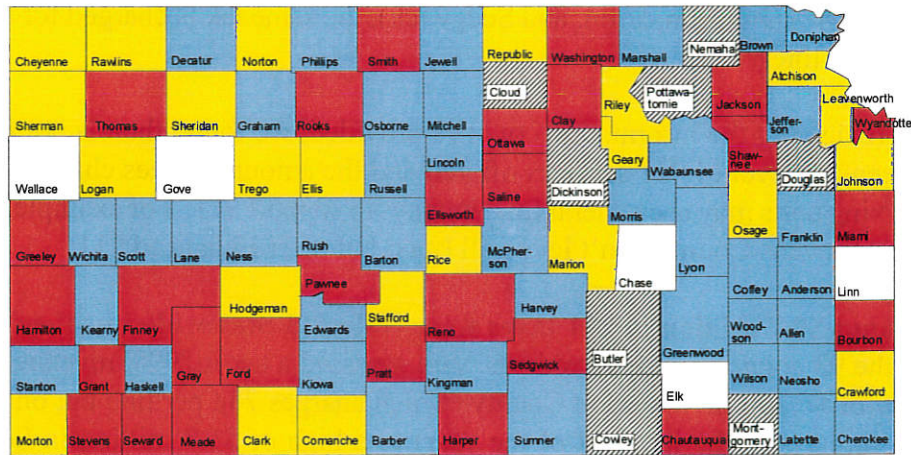 Cheyenne
Rawlins
Decatur
Norton
Phillips
Smith
Jewell
Republic
Washington
Marshall
Nemaha
Brown
Doniphan
Sherman
Thomas
Sheridan
Graham
Rooks
Osborne
Mitchell
Cloud
Clay
Riley
Pottawa-
tomie
Jackson
Atchison
Jeffer-
son
Leavenworth
Wyandotte
Wallace
Logan
Gove
Trego
Ellis
Russell
Lincoln
Ottawa
Saline
Dickinson
Geary
Wabaunsee
Shaw-
nee
Douglas
Johnson
Greeley
Wichita
Scott
Lane
Ness
Rush
Barton
Ellsworth
Rice
McPher-
son
Marion
Morris
Chase
Lyon
Osage
Franklin
Miami
Hamilton
Kearny
Finney
Hodgeman
Pawnee
Edwards
Stafford
Reno
Harvey
Butler
Greenwood
Coffey
Anderson
Linn
Wood-
son
Allen
Bourbon
Stanton
Grant
Haskell
Gray
Ford
Kiowa
Pratt
Kingman
Sedgwick
Elk
Wilson
Neosho
Crawford
Morton
Stevens
Seward
Meade
Clark
Comanche
Barber
Harper
Sumner
Cowley
Chautauqua
Mont-
gomery
Labette
Cherokee